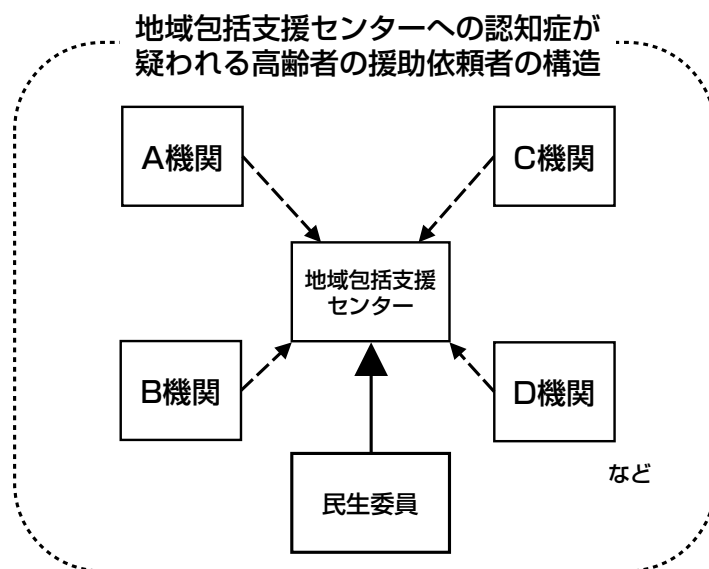 地域包括支援センターへの認知症が
疑われる高齢者の援助依頼者の構造
A機関
C機関
地域包括支援
センター
B機関
D機関
など
民生委員